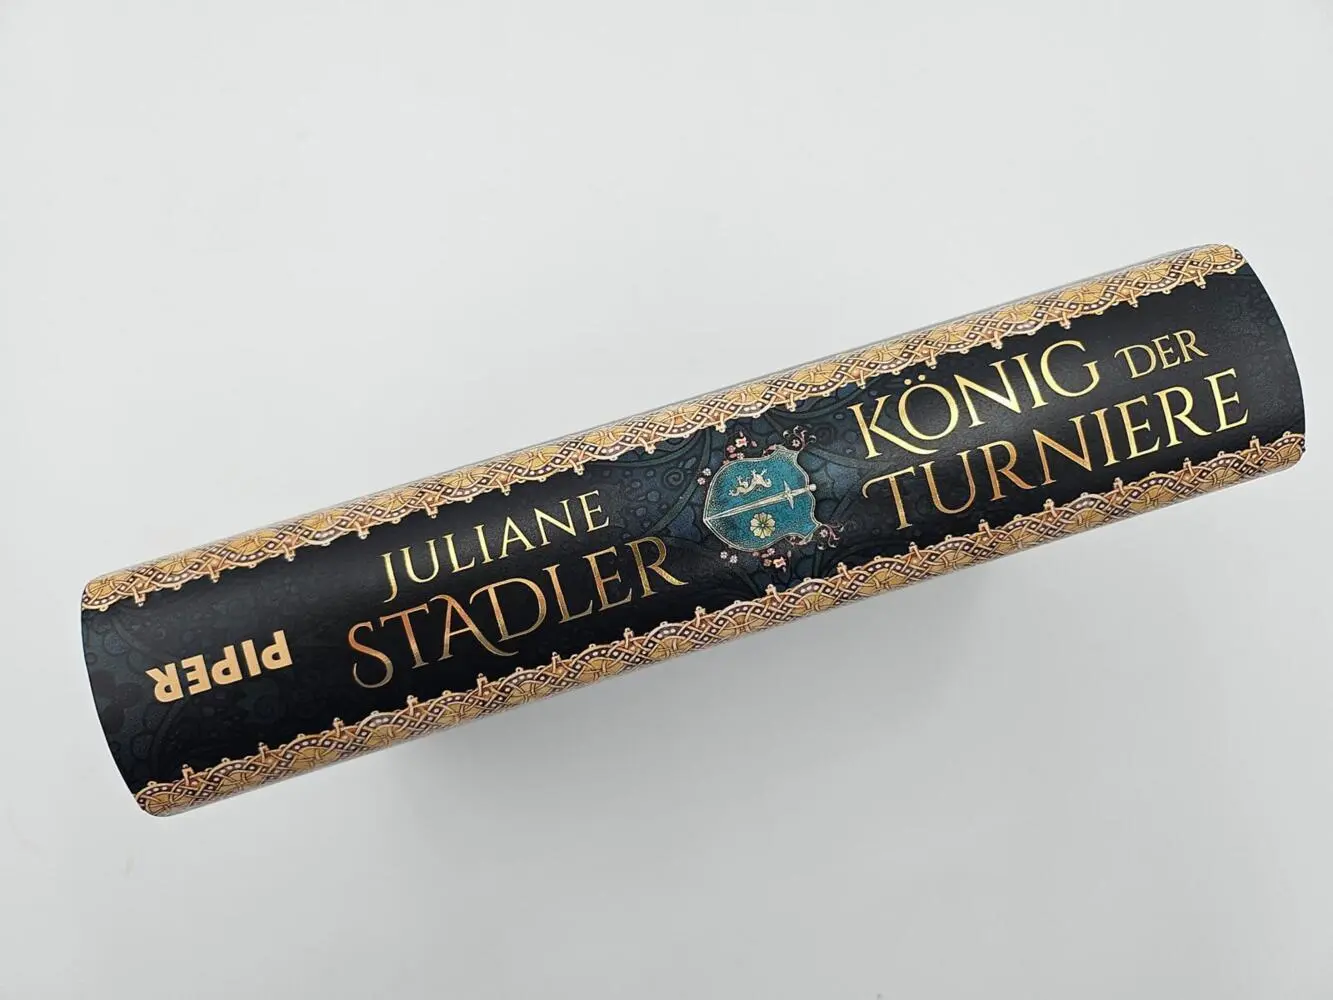 JULIANE
STADLER
KÖNIG DER
TURNIERE
PIPER